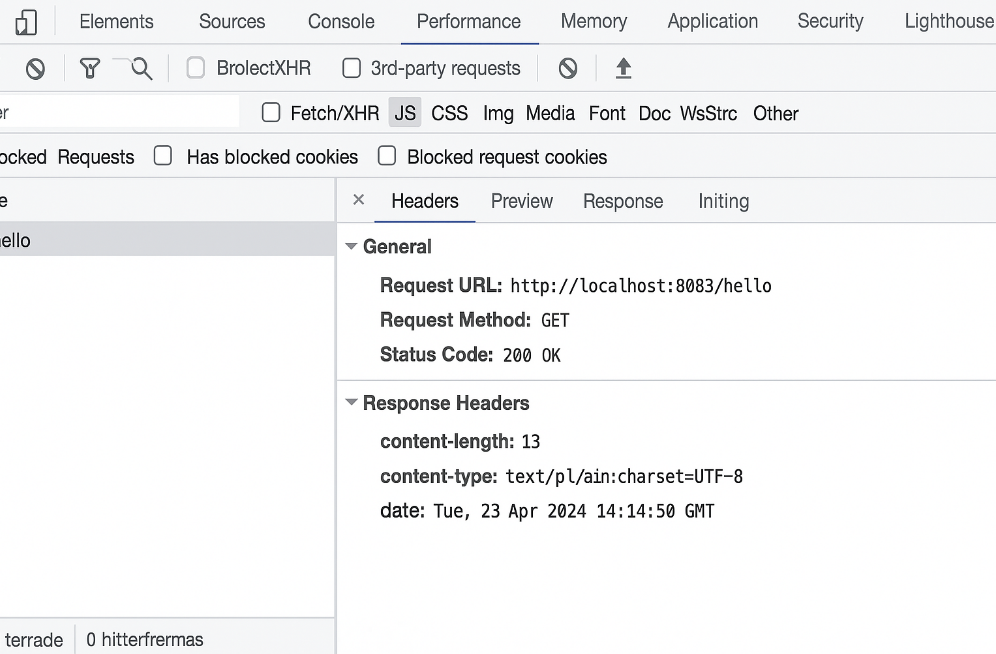 Elements Sources Console Performance Memory Application Security Lighthouse
BrolectXHR 3rd-party requests
er Fetch/XHR JS CSS Img Media Font Doc WsStrc Other
ocked Requests Has blocked cookies Blocked request cookies
e × Headers Preview Response Initing
ello
General
Request URL: http://localhost:8083/hello
Request Method: GET
Status Code: 200 OK
Response Headers
content-length: 13
content-type: text/pl/ain:charset=UTF-8
date: Tue, 23 Apr 2024 14:14:50 GMT
terrade 0 hitterfrermas